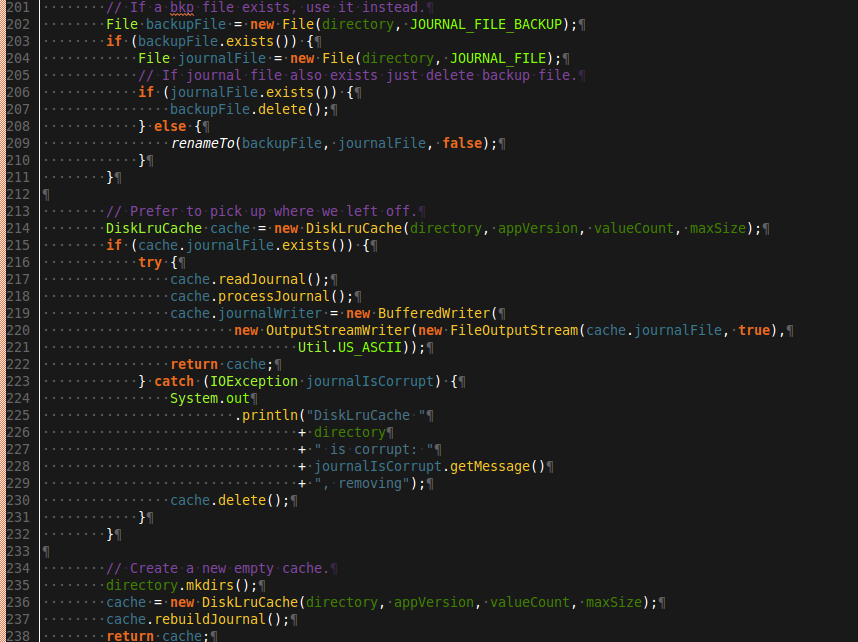 201 // If a bkp file exists, use it instead.¶
202 File backupFile = new File(directory, JOURNAL_FILE_BACKUP);¶
203 if (backupFile.exists()) {¶
204 File journalFile = new File(directory, JOURNAL_FILE);¶
205 // If journal file also exists just delete backup file.¶
206 if (journalFile.exists()) {¶
207 backupFile.delete();¶
208 } else {¶
209 renameTo(backupFile, journalFile, false);¶
210 }¶
211 }¶
212 ¶
213 // Prefer to pick up where we left off.¶
214 DiskLruCache cache = new DiskLruCache(directory, appVersion, valueCount, maxSize);¶
215 if (cache.journalFile.exists()) {¶
216 try {¶
217 cache.readJournal();¶
218 cache.processJournal();¶
219 cache.journalWriter = new BufferedWriter(¶
220 new OutputStreamWriter(new FileOutputStream(cache.journalFile, true),¶
221 Util.US_ASCII));¶
222 return cache;¶
223 } catch (IOException journalIsCorrupt) {¶
224 System.out¶
225 .println("DiskLruCache "¶
226 + directory¶
227 + " is corrupt: "¶
228 + journalIsCorrupt.getMessage()¶
229 + ", removing");¶
230 cache.delete();¶
231 }¶
232 }¶
233 ¶
234 // Create a new empty cache.¶
235 directory.mkdirs();¶
236 cache = new DiskLruCache(directory, appVersion, valueCount, maxSize);¶
237 cache.rebuildJournal();¶
238 return cache;¶